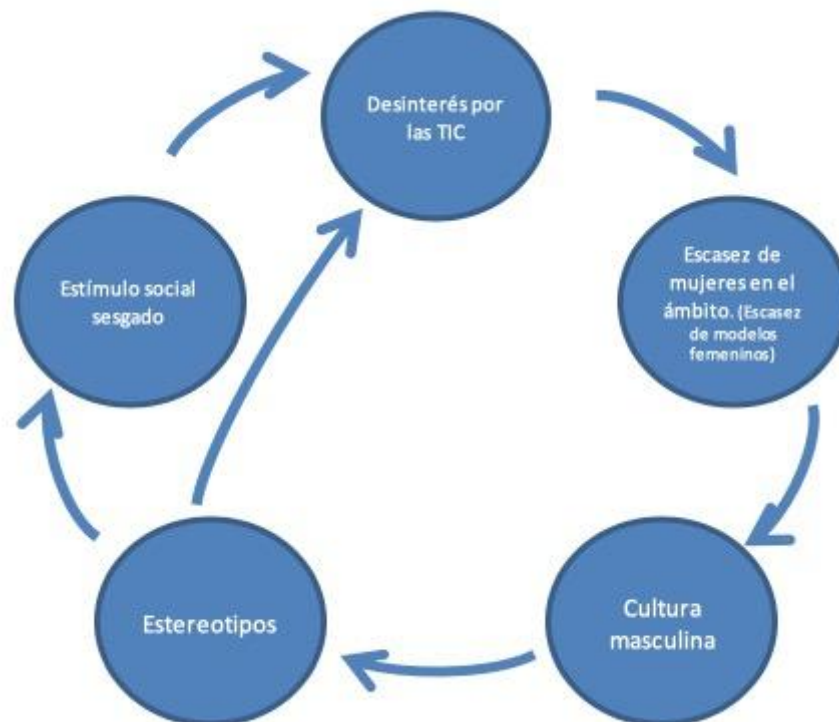 Desinterés por
las TIC
Escasez de
mujeres en el
ámbito. (Escasez
de modelos
femeninos)
Cultura
masculina
Estereotipos
Estímulo social
sesgado